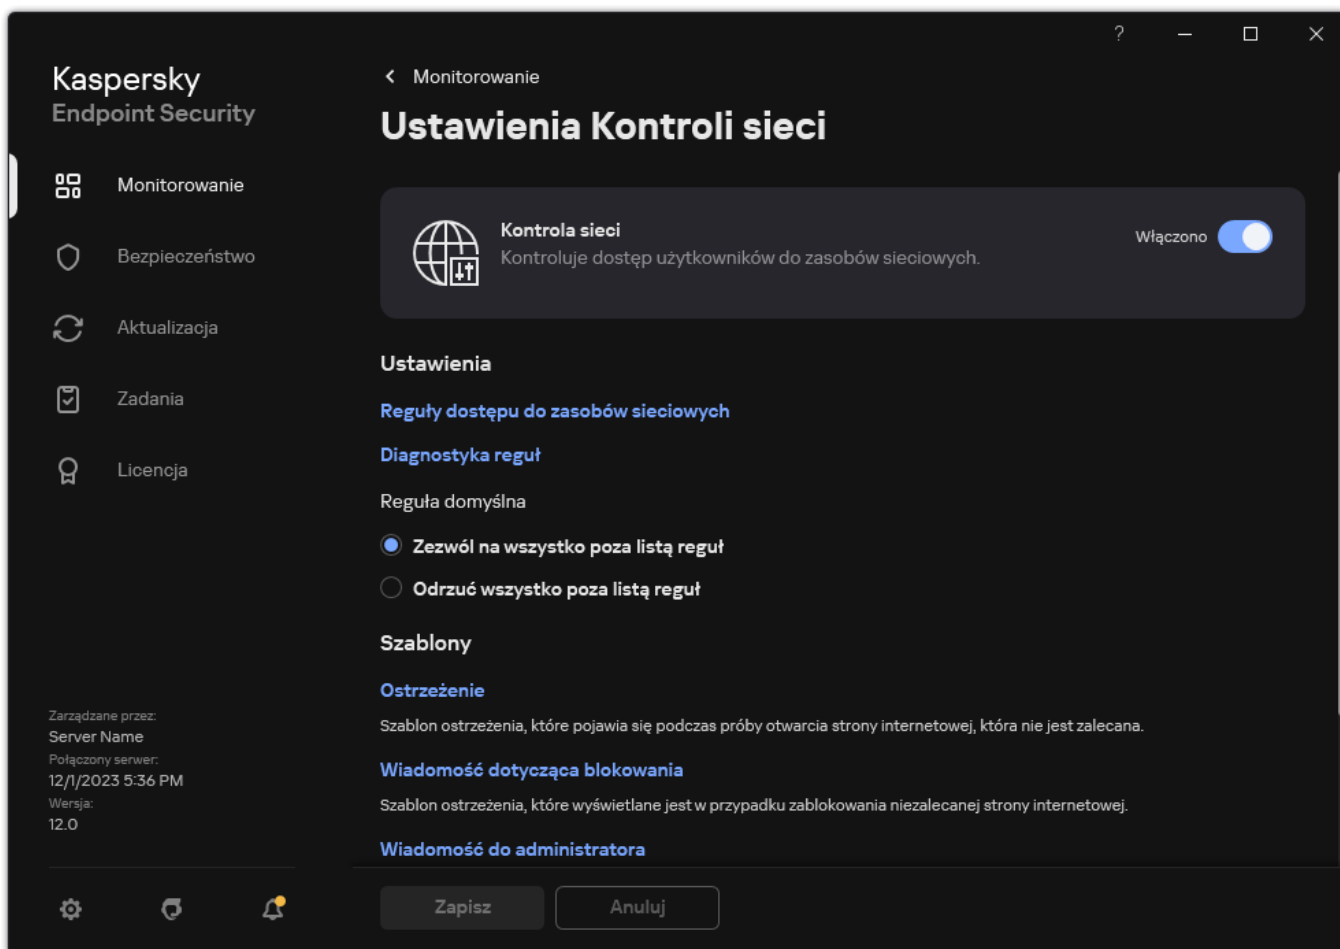 ?
Kaspersky
Endpoint Security
Monitorowanie
Bezpieczeństwo
Aktualizacja
Zadania
Licencja
Zarządzane przez:
Server Name
Połączony serwer:
12/1/2023 5:36 PM
Wersja:
12.0
Monitorowanie
Ustawienia Kontroli sieci
Kontrola sieci
Kontroluje dostęp użytkowników do zasobów sieciowych.
Włączono
Ustawienia
Reguły dostępu do zasobów sieciowych
Diagnostyka reguł
Reguła domyślna
Zezwól na wszystko poza listą reguł
Odrzuć wszystko poza listą reguł
Szablony
Ostrzeżenie
Szablon ostrzeżenia, które pojawia się podczas próby otwarcia strony internetowej, która nie jest zalecana.
Wiadomość dotycząca blokowania
Szablon ostrzeżenia, które wyświetlane jest w przypadku zablokowania niezalecanej strony internetowej.
Wiadomość do administratora
Zapisz
Anuluj